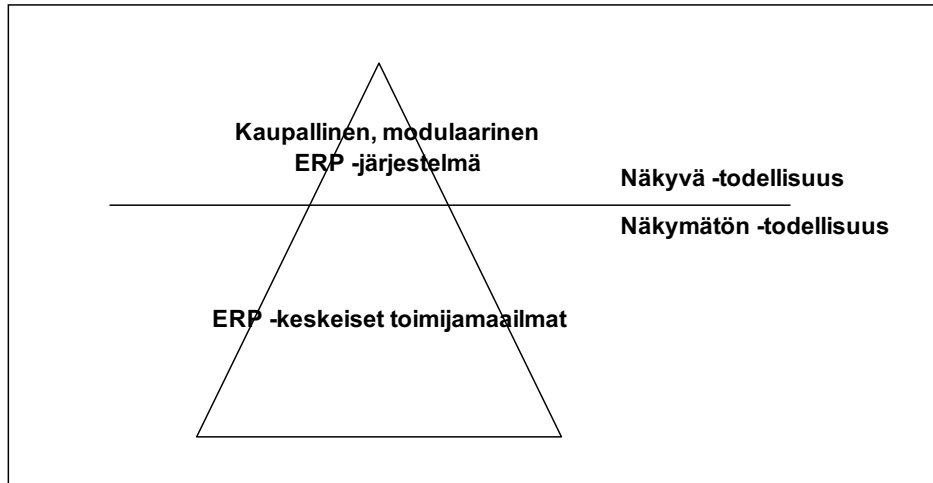 Kaupallinen, modulaarinen
ERP -järjestelmä
Näkyvä -todellisuus
Näkymätön -todellisuus
ERP -keskeiset toimijamaailmat